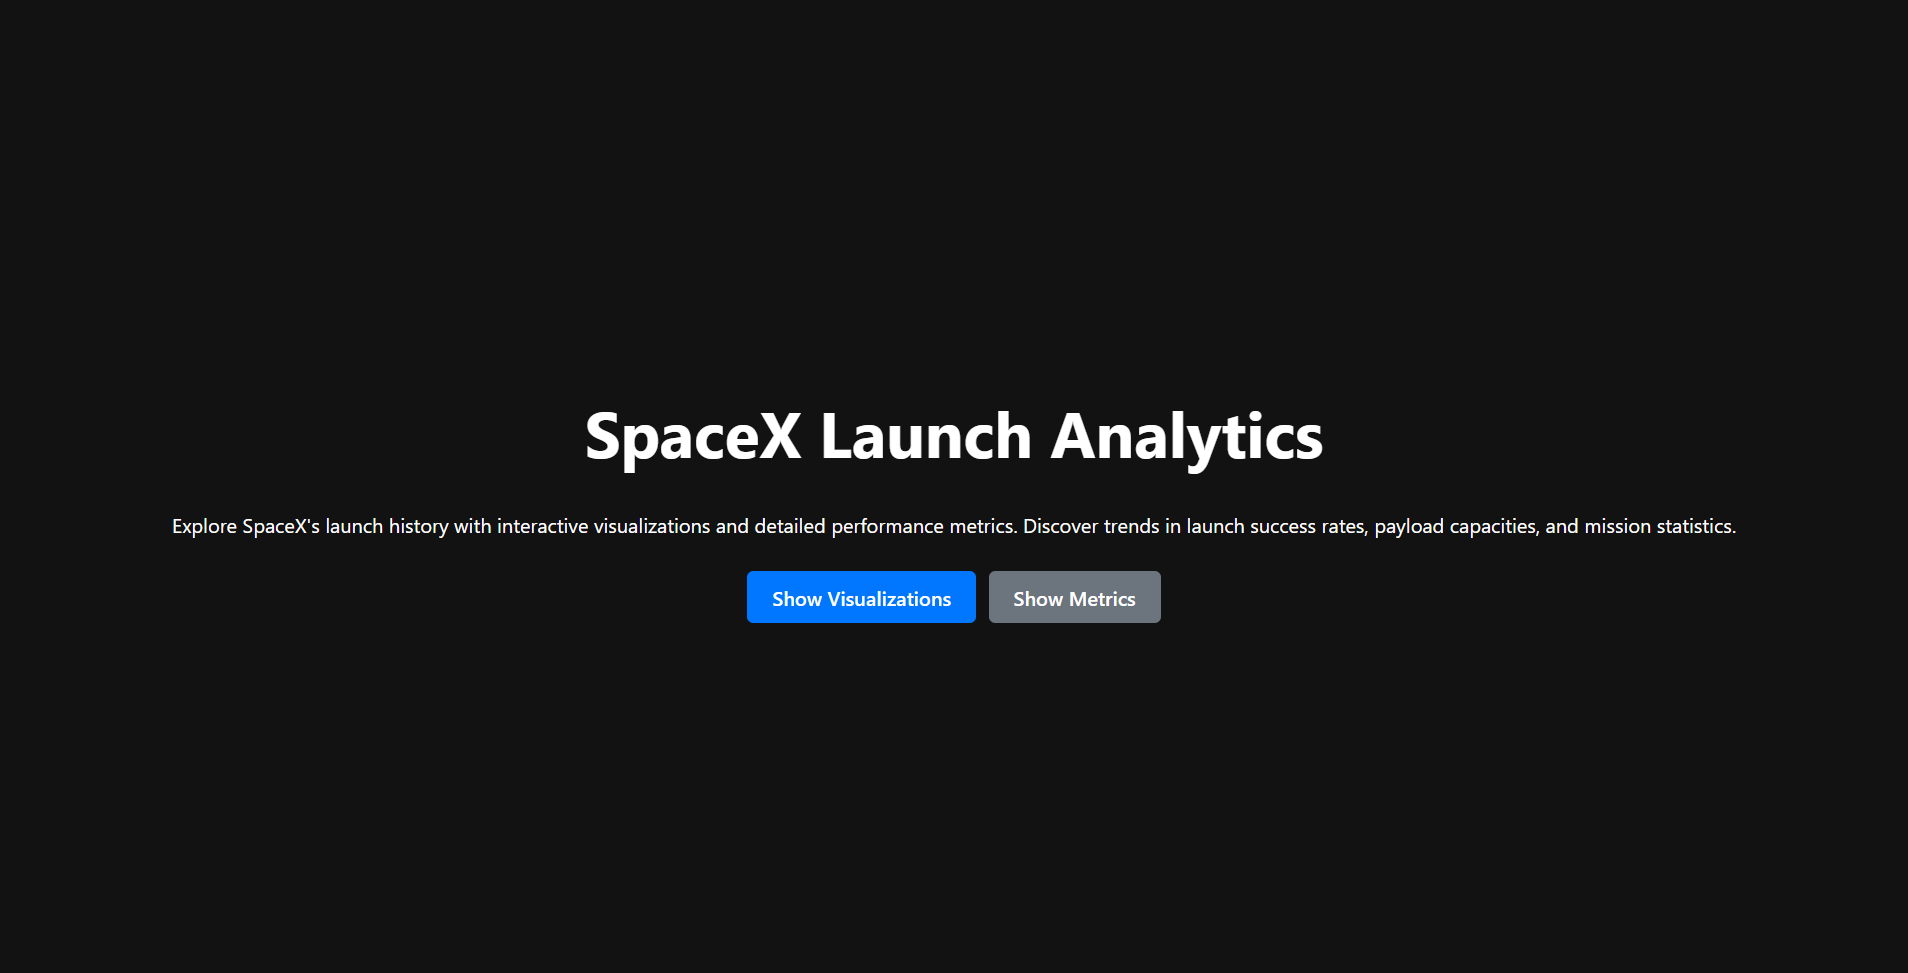 SpaceX Launch Analytics
Explore SpaceX's launch history with interactive visualizations and detailed performance metrics. Discover trends in launch success rates, payload capacities, and mission statistics.
Show Visualizations
Show Metrics